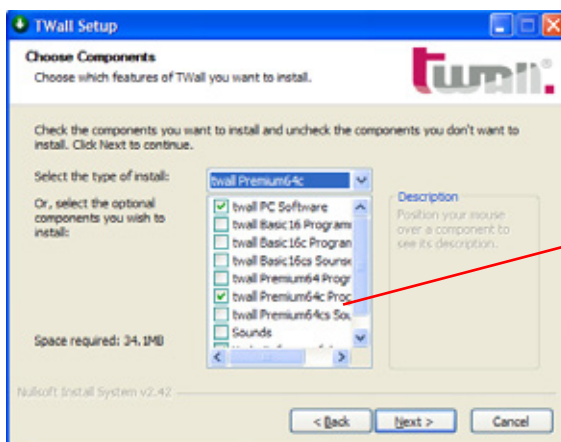 TWall Setup
Choose Components
Choose which features of TWall you want to install.
twall.
Check the components you want to install and uncheck the components you don't want to
install. Click Next to continue.
Select the type of install:
twall Premium64c
Or, select the optional
components you wish to
install:
twall PC Software
twall Basic16 Program
twall Basic16c Progran
twall Basic16cs Sounse
twall Premium64 Progr
twall Premium64c Proc
twall Premium64cs Sou
Sounds
Description
Position your mouse
over a component to
see its description.
Space required: 34.1MB
Nullsoft Install System v2.42
< Back
Next >
Cancel